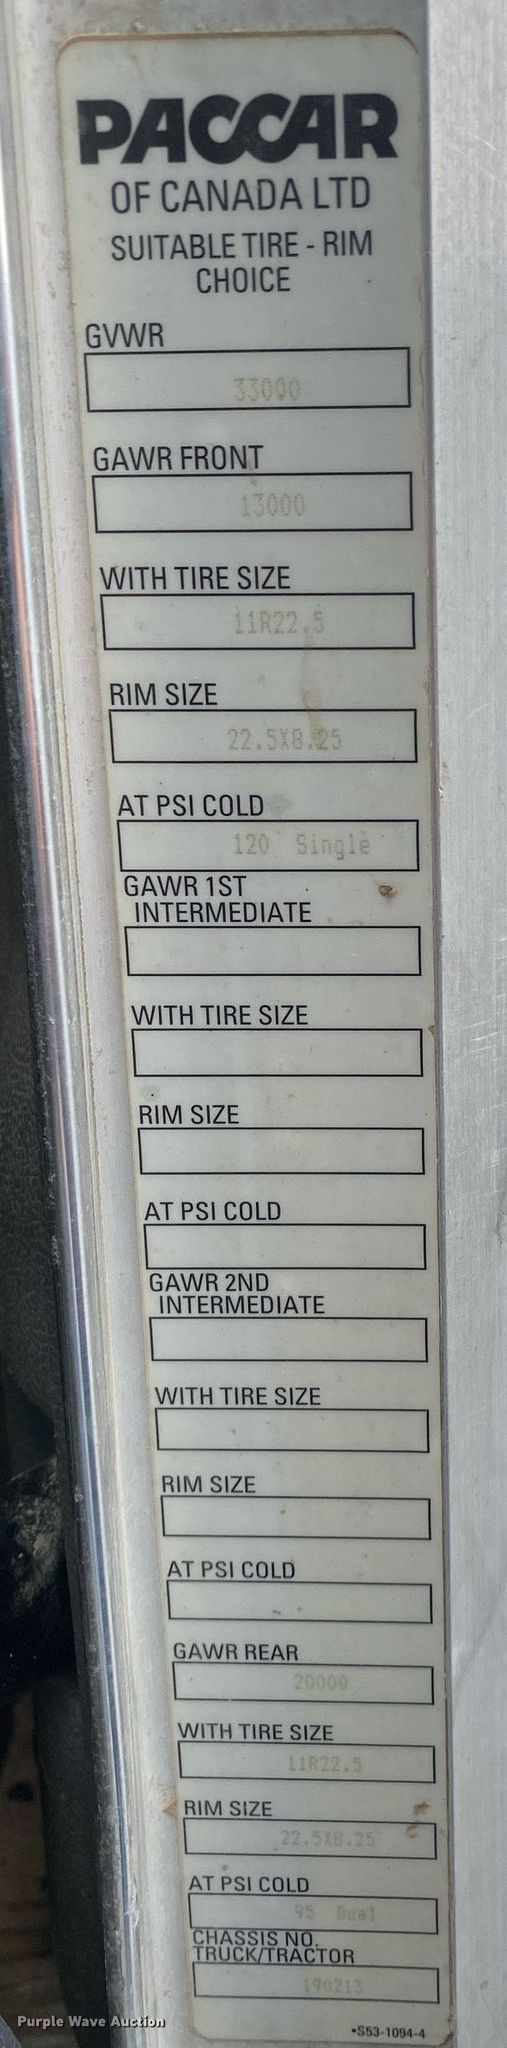 PACCAR
OF CANADA LTD
SUITABLE TIRE - RIM
CHOICE
GVWR
33000
GAWR FRONT
13000
WITH TIRE SIZE
11R22.5
RIM SIZE
22.5X8.25
AT PSI COLD
120 Single
GAWR 1ST
INTERMEDIATE
WITH TIRE SIZE
RIM SIZE
AT PSI COLD
GAWR 2ND
INTERMEDIATE
WITH TIRE SIZE
RIM SIZE
AT PSI COLD
GAWR REAR
20000
WITH TIRE SIZE
11R22.5
RIM SIZE
22.5X8.25
AT PSI COLD
95 Dual
CHASSIS NO.
TRUCK/TRACTOR
190213
•S53-1094-4
Purple Wave Auction